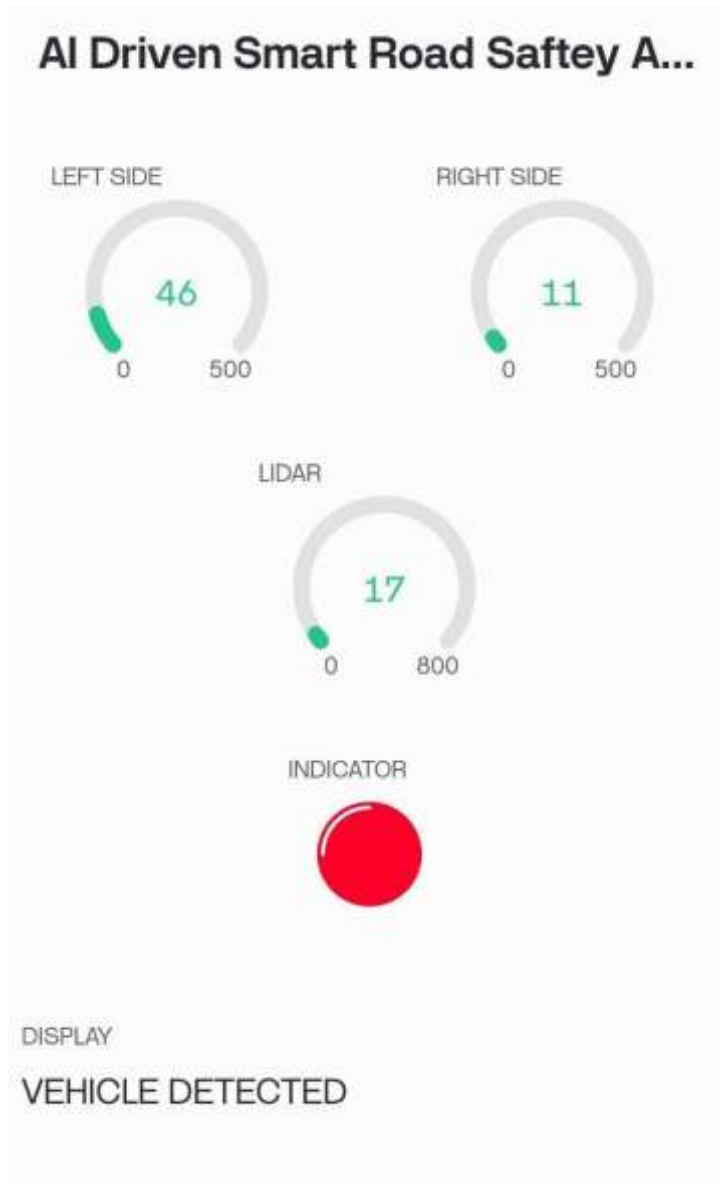 AI Driven Smart Road Saftey A...
LEFT SIDE
RIGHT SIDE
46
11
0
500
0
500
LIDAR
17
0
800
INDICATOR
DISPLAY
VEHICLE DETECTED